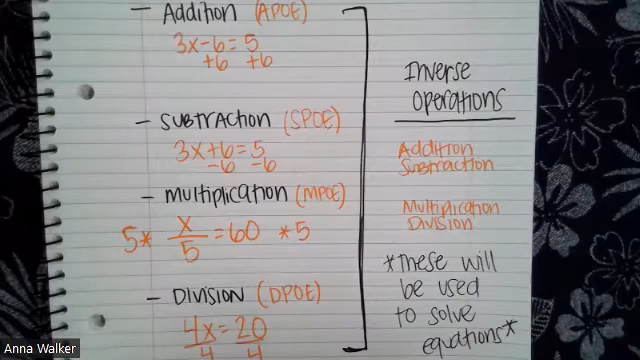 - Addition (APOE)
3x-6=5
+6 +6
- Subtraction (SPOE)
3x+6=5
-6 -6
- Multiplication (MPOE)
5* x/5 =60 *5
- Division (DPOE)
4x=20
4 4
Inverse
Operations
Addition
Subtraction
Multiplication
Division
*These will
be used
to solve
equations*
Anna Walker